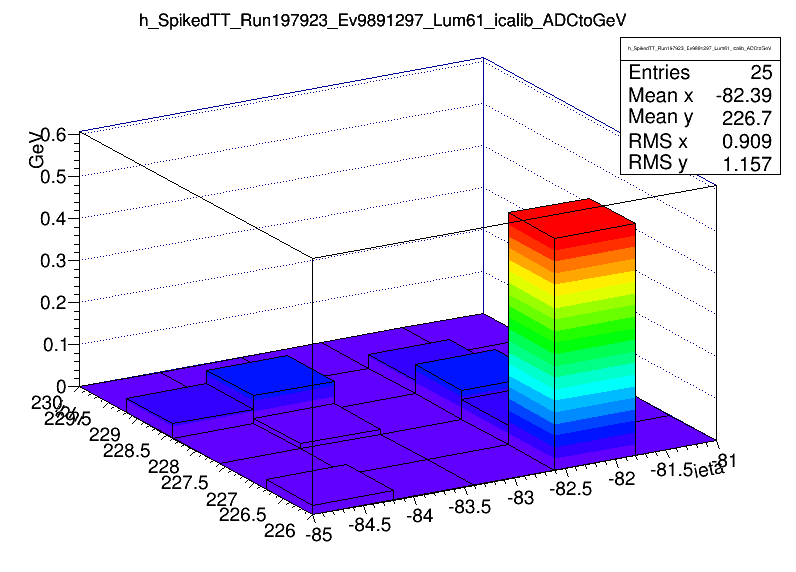 h_SpikedTT_Run197923_Ev9891297_Lum61_icalib_ADCtoGeV
h_SpikedTT_Run197923_Ev9891297_Lum61_icalib_ADCtoGeV
Entries 25
Mean x -82.39
Mean y 226.7
RMS x 0.909
RMS y 1.157
GeV
0.6
0.5
0.4
0.3
0.2
0.1
0
230
229.5
229
228.5
228
227.5
227
226.5
226
-85
-84.5
-84
-83.5
-83
-82.5
-82
-81.5
-81
ieta